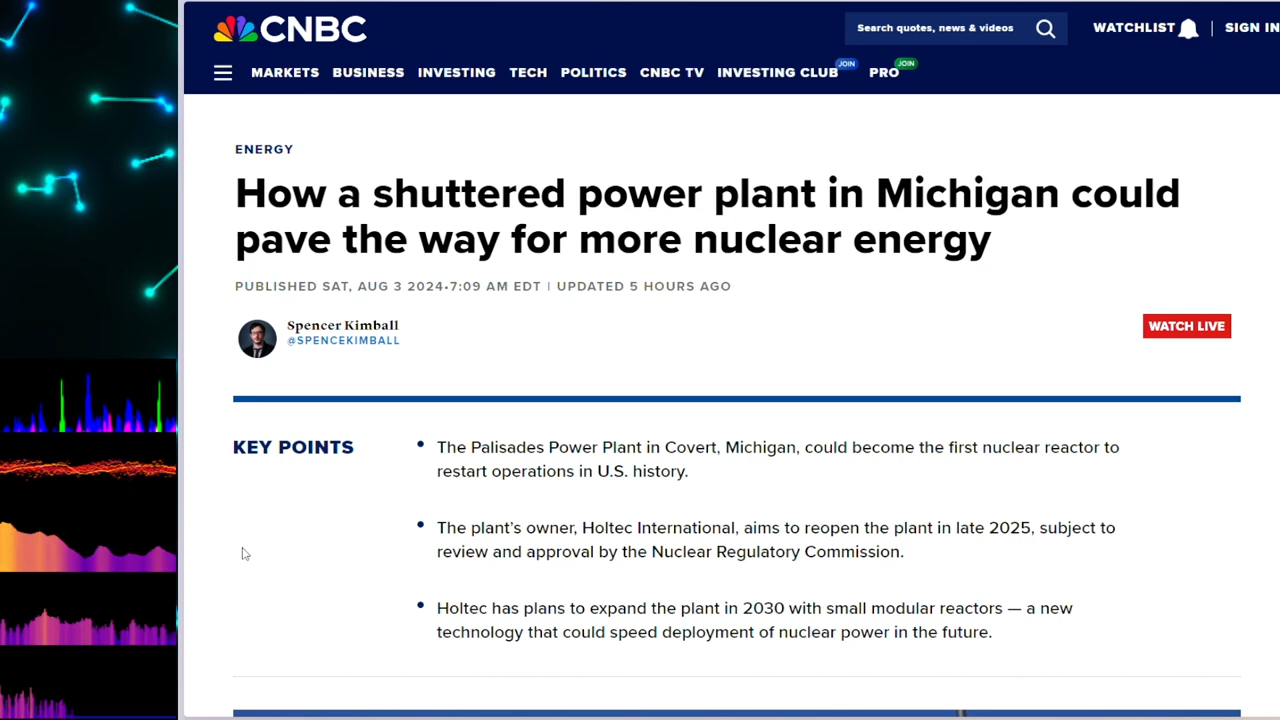 CNBC
Search quotes, news & videos
WATCHLIST
SIGN IN
MARKETS BUSINESS INVESTING TECH POLITICS CNBC TV INVESTING CLUB JOIN PRO JOIN
ENERGY
How a shuttered power plant in Michigan could
pave the way for more nuclear energy
PUBLISHED SAT, AUG 3 2024•7:09 AM EDT | UPDATED 5 HOURS AGO
Spencer Kimball
@SPENCEKIMBALL
WATCH LIVE
KEY POINTS
• The Palisades Power Plant in Covert, Michigan, could become the first nuclear reactor to
restart operations in U.S. history.
• The plant’s owner, Holtec International, aims to reopen the plant in late 2025, subject to
review and approval by the Nuclear Regulatory Commission.
• Holtec has plans to expand the plant in 2030 with small modular reactors — a new
technology that could speed deployment of nuclear power in the future.